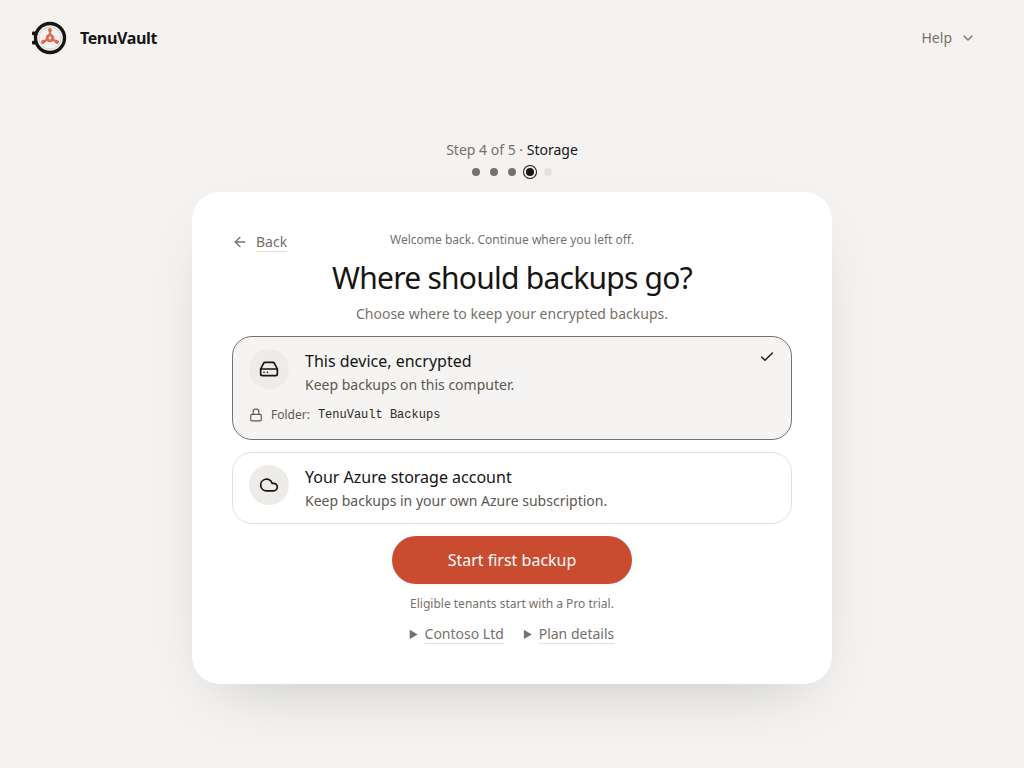 TenuVault
Help
Step 4 of 5 · Storage
Back
Welcome back. Continue where you left off.
Where should backups go?
Choose where to keep your encrypted backups.
This device, encrypted
Keep backups on this computer.
Folder: TenuVault Backups
Your Azure storage account
Keep backups in your own Azure subscription.
Start first backup
Eligible tenants start with a Pro trial.
Contoso Ltd
Plan details